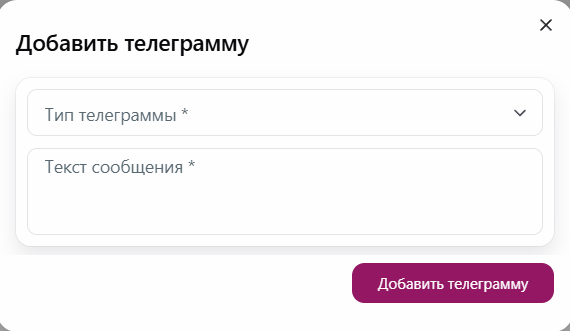 Добавить телеграмму
Тип телеграммы *
Текст сообщения *
Добавить телеграмму